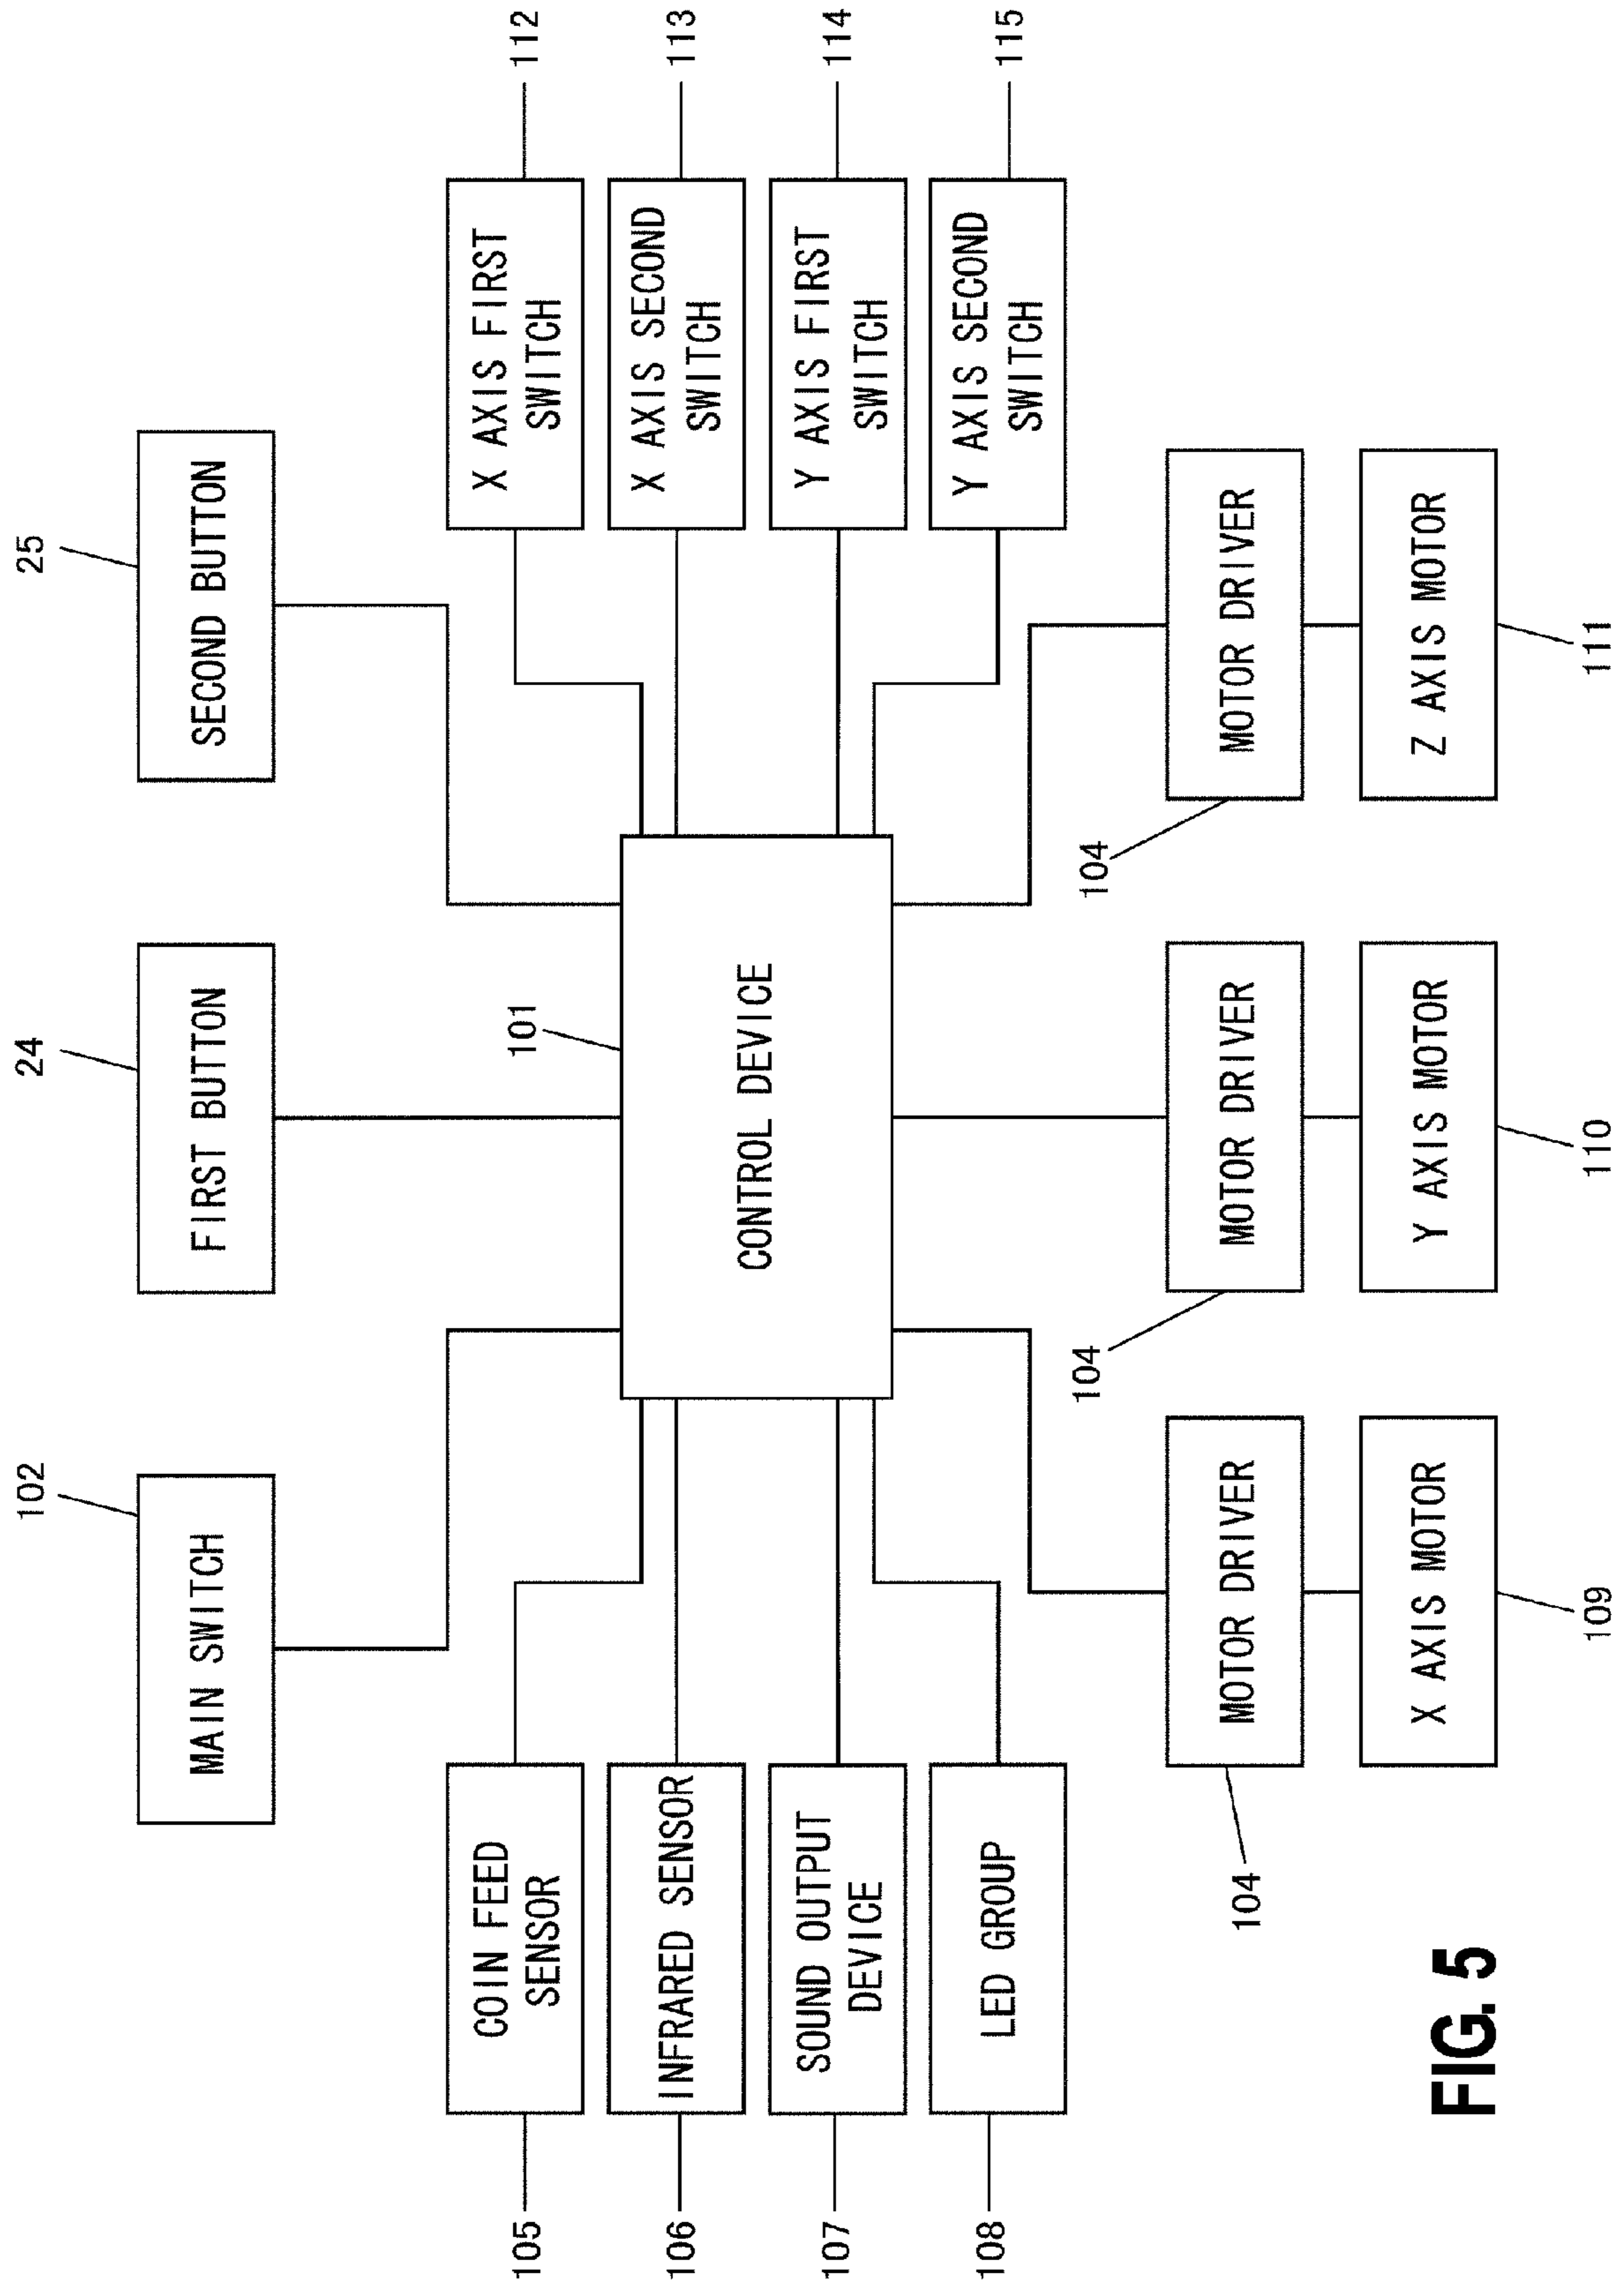 102
24
25
MAIN SWITCH
FIRST BUTTON
SECOND BUTTON
105
COIN FEED
SENSOR
106
INFRARED SENSOR
107
SOUND OUTPUT
DEVICE
108
LED GROUP
101
CONTROL DEVICE
X AXIS FIRST
SWITCH
112
X AXIS SECOND
SWITCH
113
Y AXIS FIRST
SWITCH
114
Y AXIS SECOND
SWITCH
115
104
MOTOR DRIVER
104
MOTOR DRIVER
104
MOTOR DRIVER
X AXIS MOTOR
Y AXIS MOTOR
Z AXIS MOTOR
109
110
111
FIG. 5